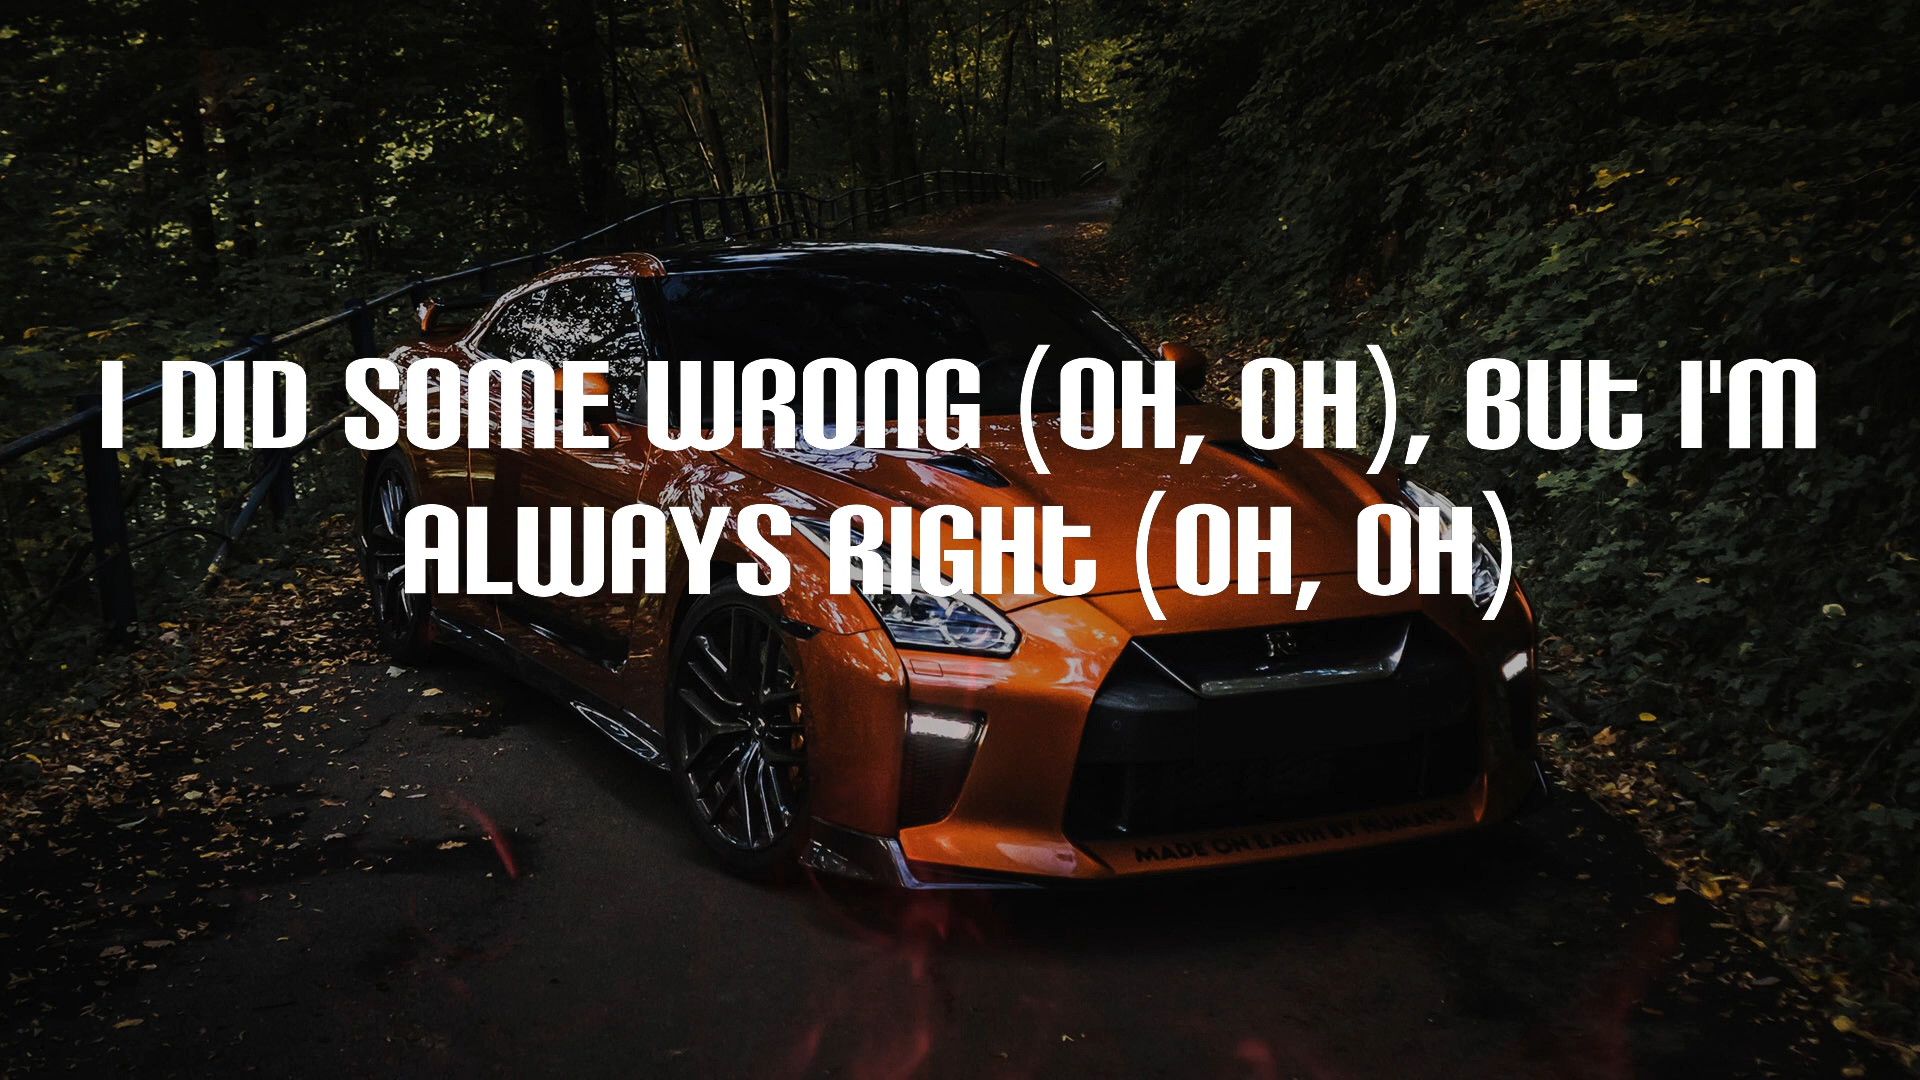 I DID SOME WRONG (OH, OH), BUT I'M
ALWAYS RIGHT (OH, OH)
MADE ON EARTH BY HUMANS